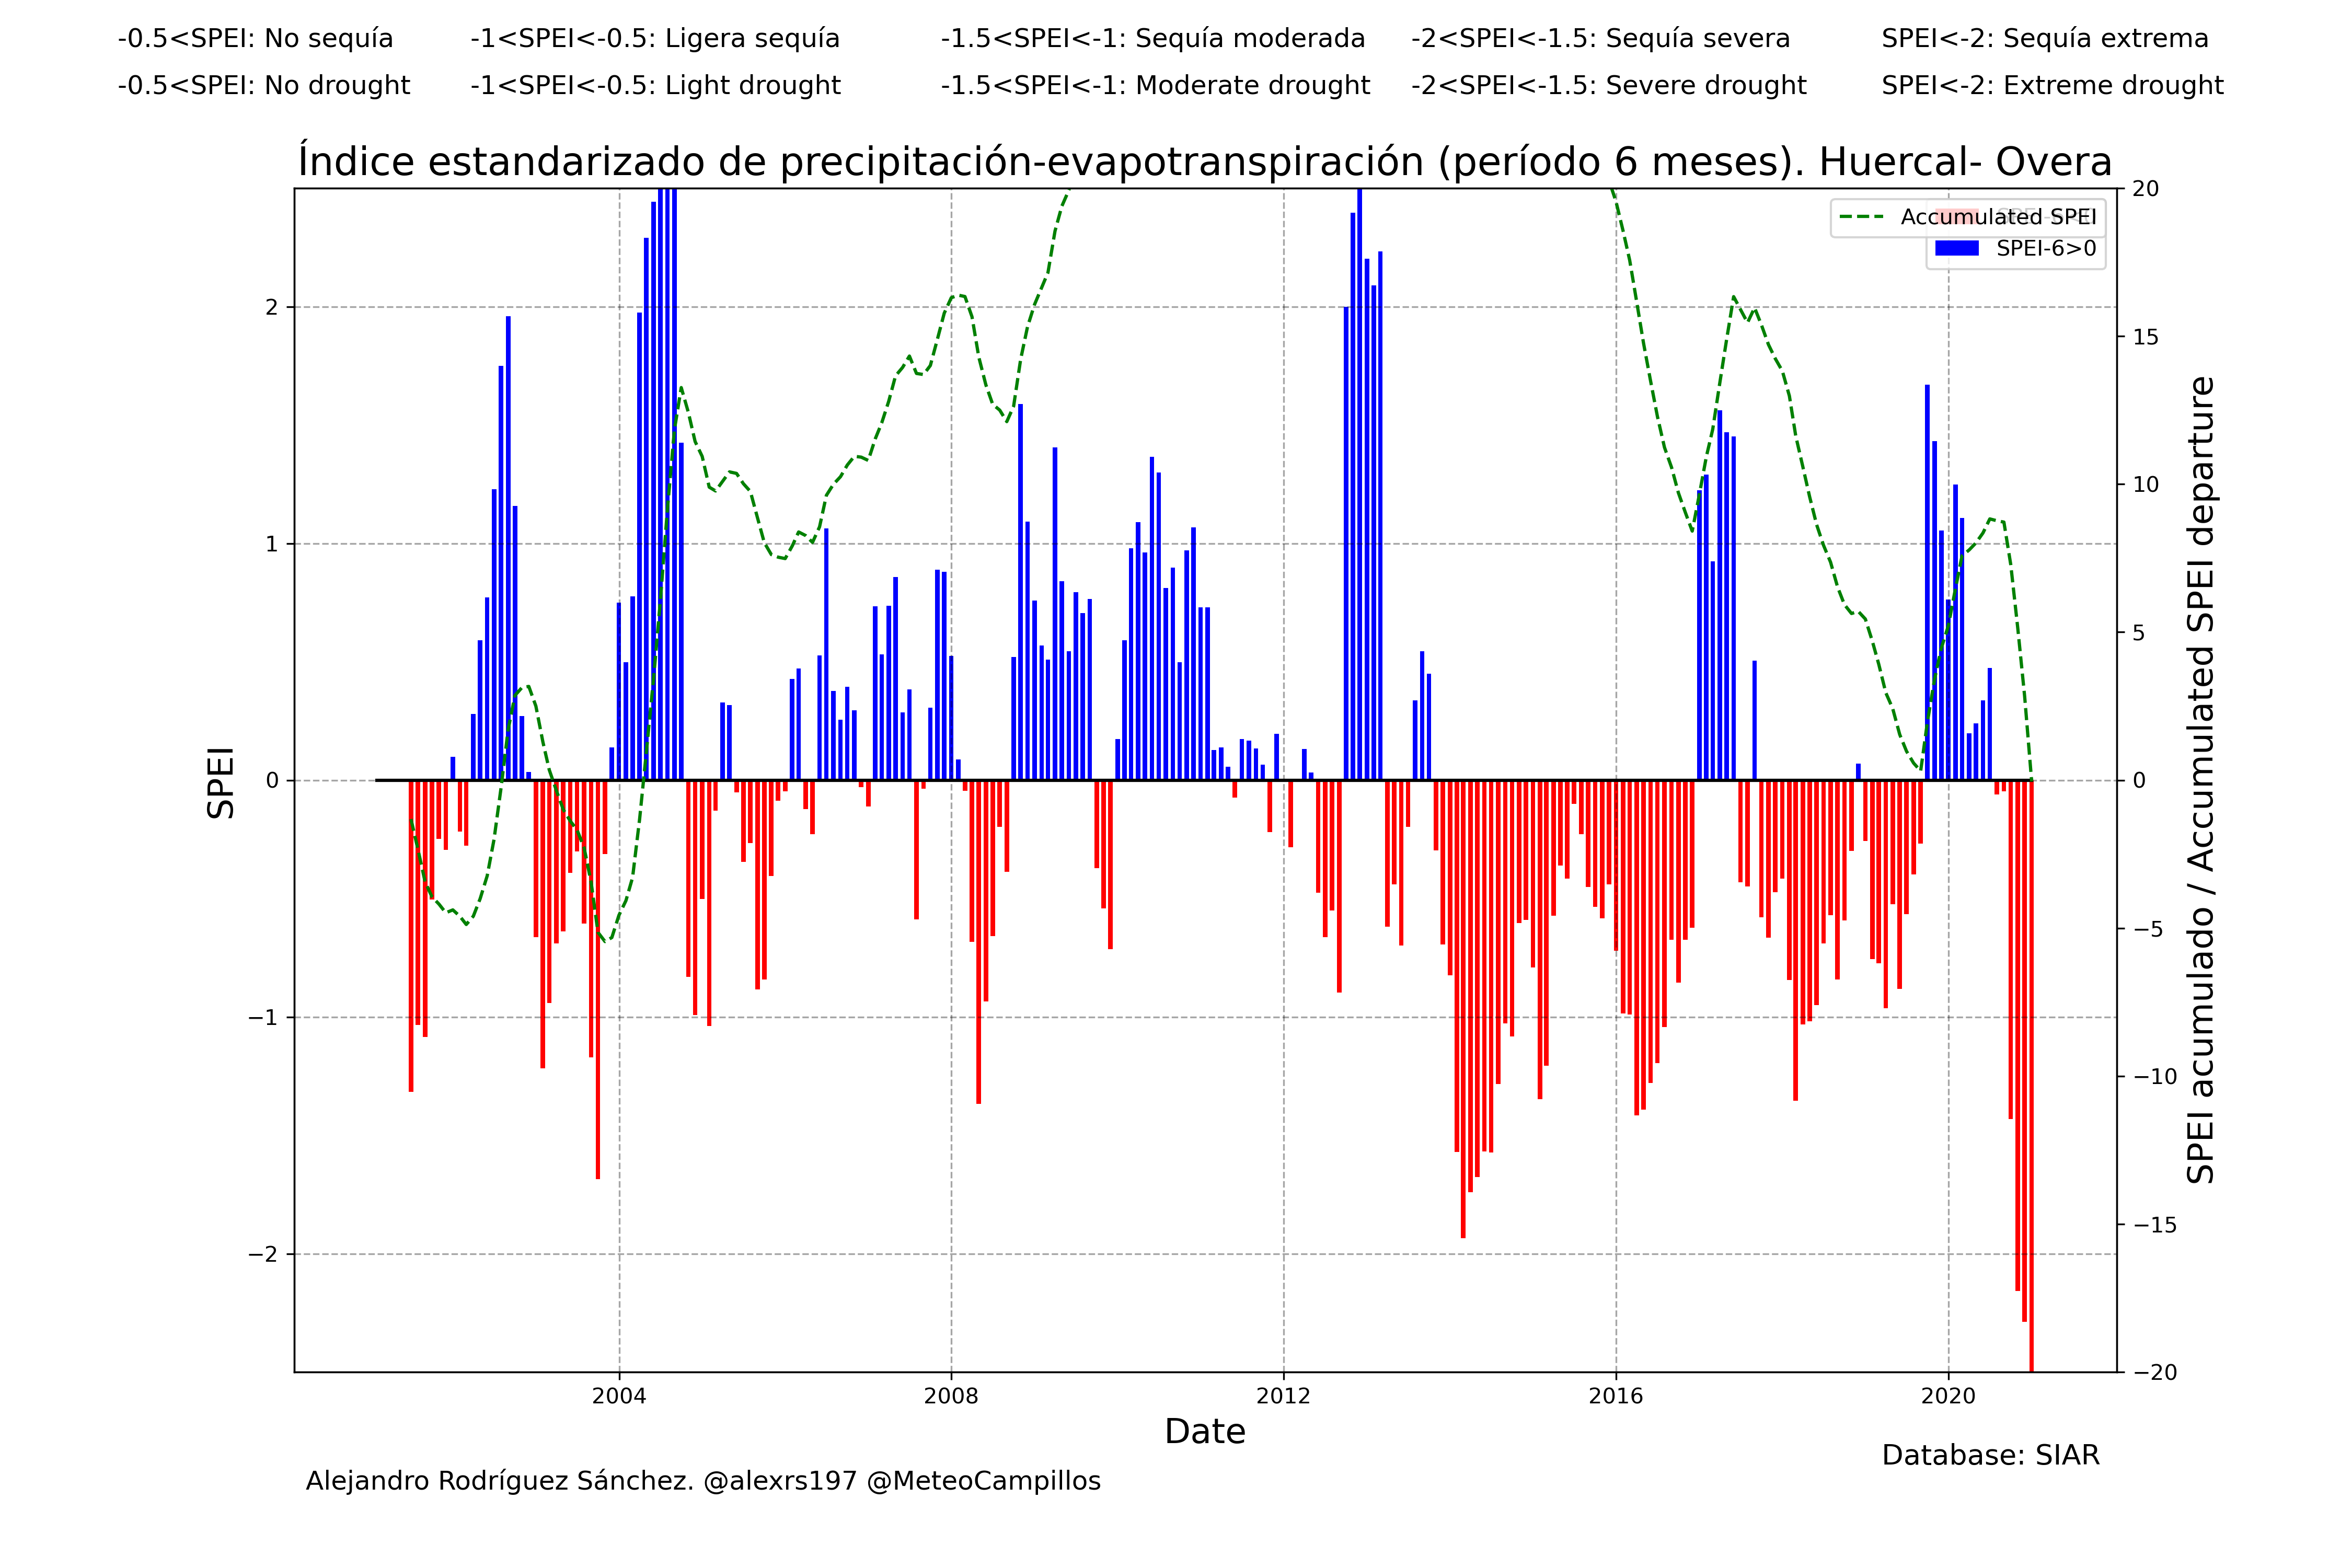 -0.5<SPEI: No sequía -1<SPEI<-0.5: Ligera sequía -1.5<SPEI<-1: Sequía moderada -2<SPEI<-1.5: Sequía severa SPEI<-2: Sequía extrema
-0.5<SPEI: No drought -1<SPEI<-0.5: Light drought -1.5<SPEI<-1: Moderate drought -2<SPEI<-1.5: Severe drought SPEI<-2: Extreme drought
Índice estandarizado de precipitación-evapotranspiración (período 6 meses). Huercal- Overa
Accumulated SPEI
SPEI-6>0
SPEI
2
1
0
−1
−2
20
15
10
5
0
−5
−10
−15
−20
SPEI acumulado / Accumulated SPEI departure
2004 2008 2012 2016 2020
Date
Database: SIAR
Alejandro Rodríguez Sánchez. @alexrs197 @MeteoCampillos